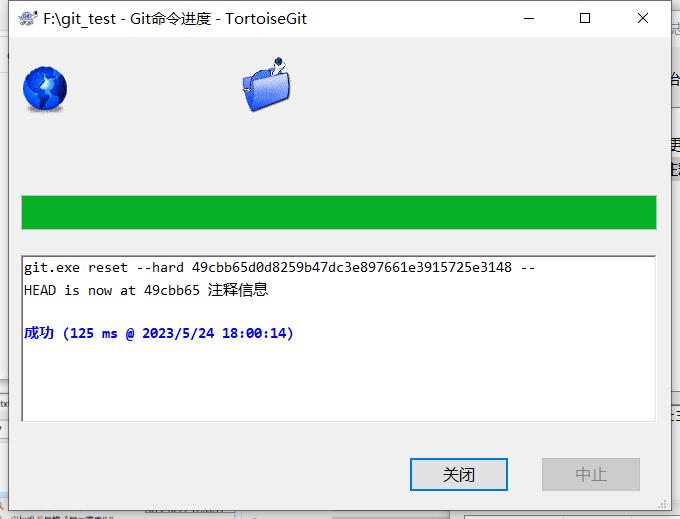 F:\git_test - Git命令进度 - TortoiseGit
git.exe reset --hard 49cbb65d0d8259b47dc3e897661e3915725e3148 --
HEAD is now at 49cbb65 注释信息
成功 (125 ms @ 2023/5/24 18:00:14)
关闭
中止